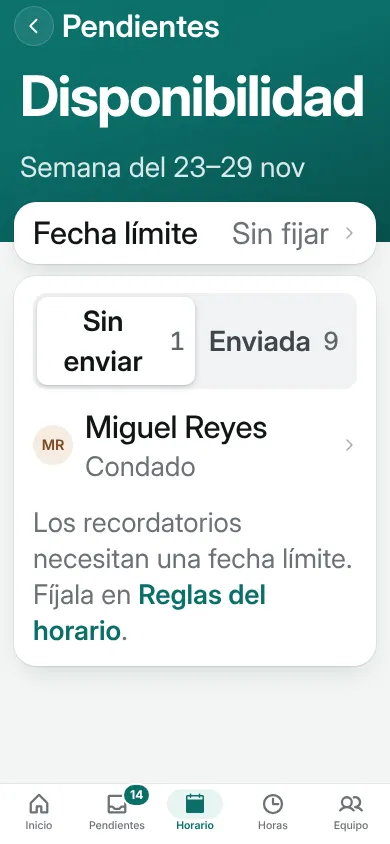 Pendientes
Disponibilidad
Semana del 23–29 nov
Fecha límite Sin fijar
Sin enviar 1 Enviada 9
MR Miguel Reyes
Condado
Los recordatorios
necesitan una fecha límite.
Fíjala en Reglas del
horario.
14
Inicio Pendientes Horario Horas Equipo